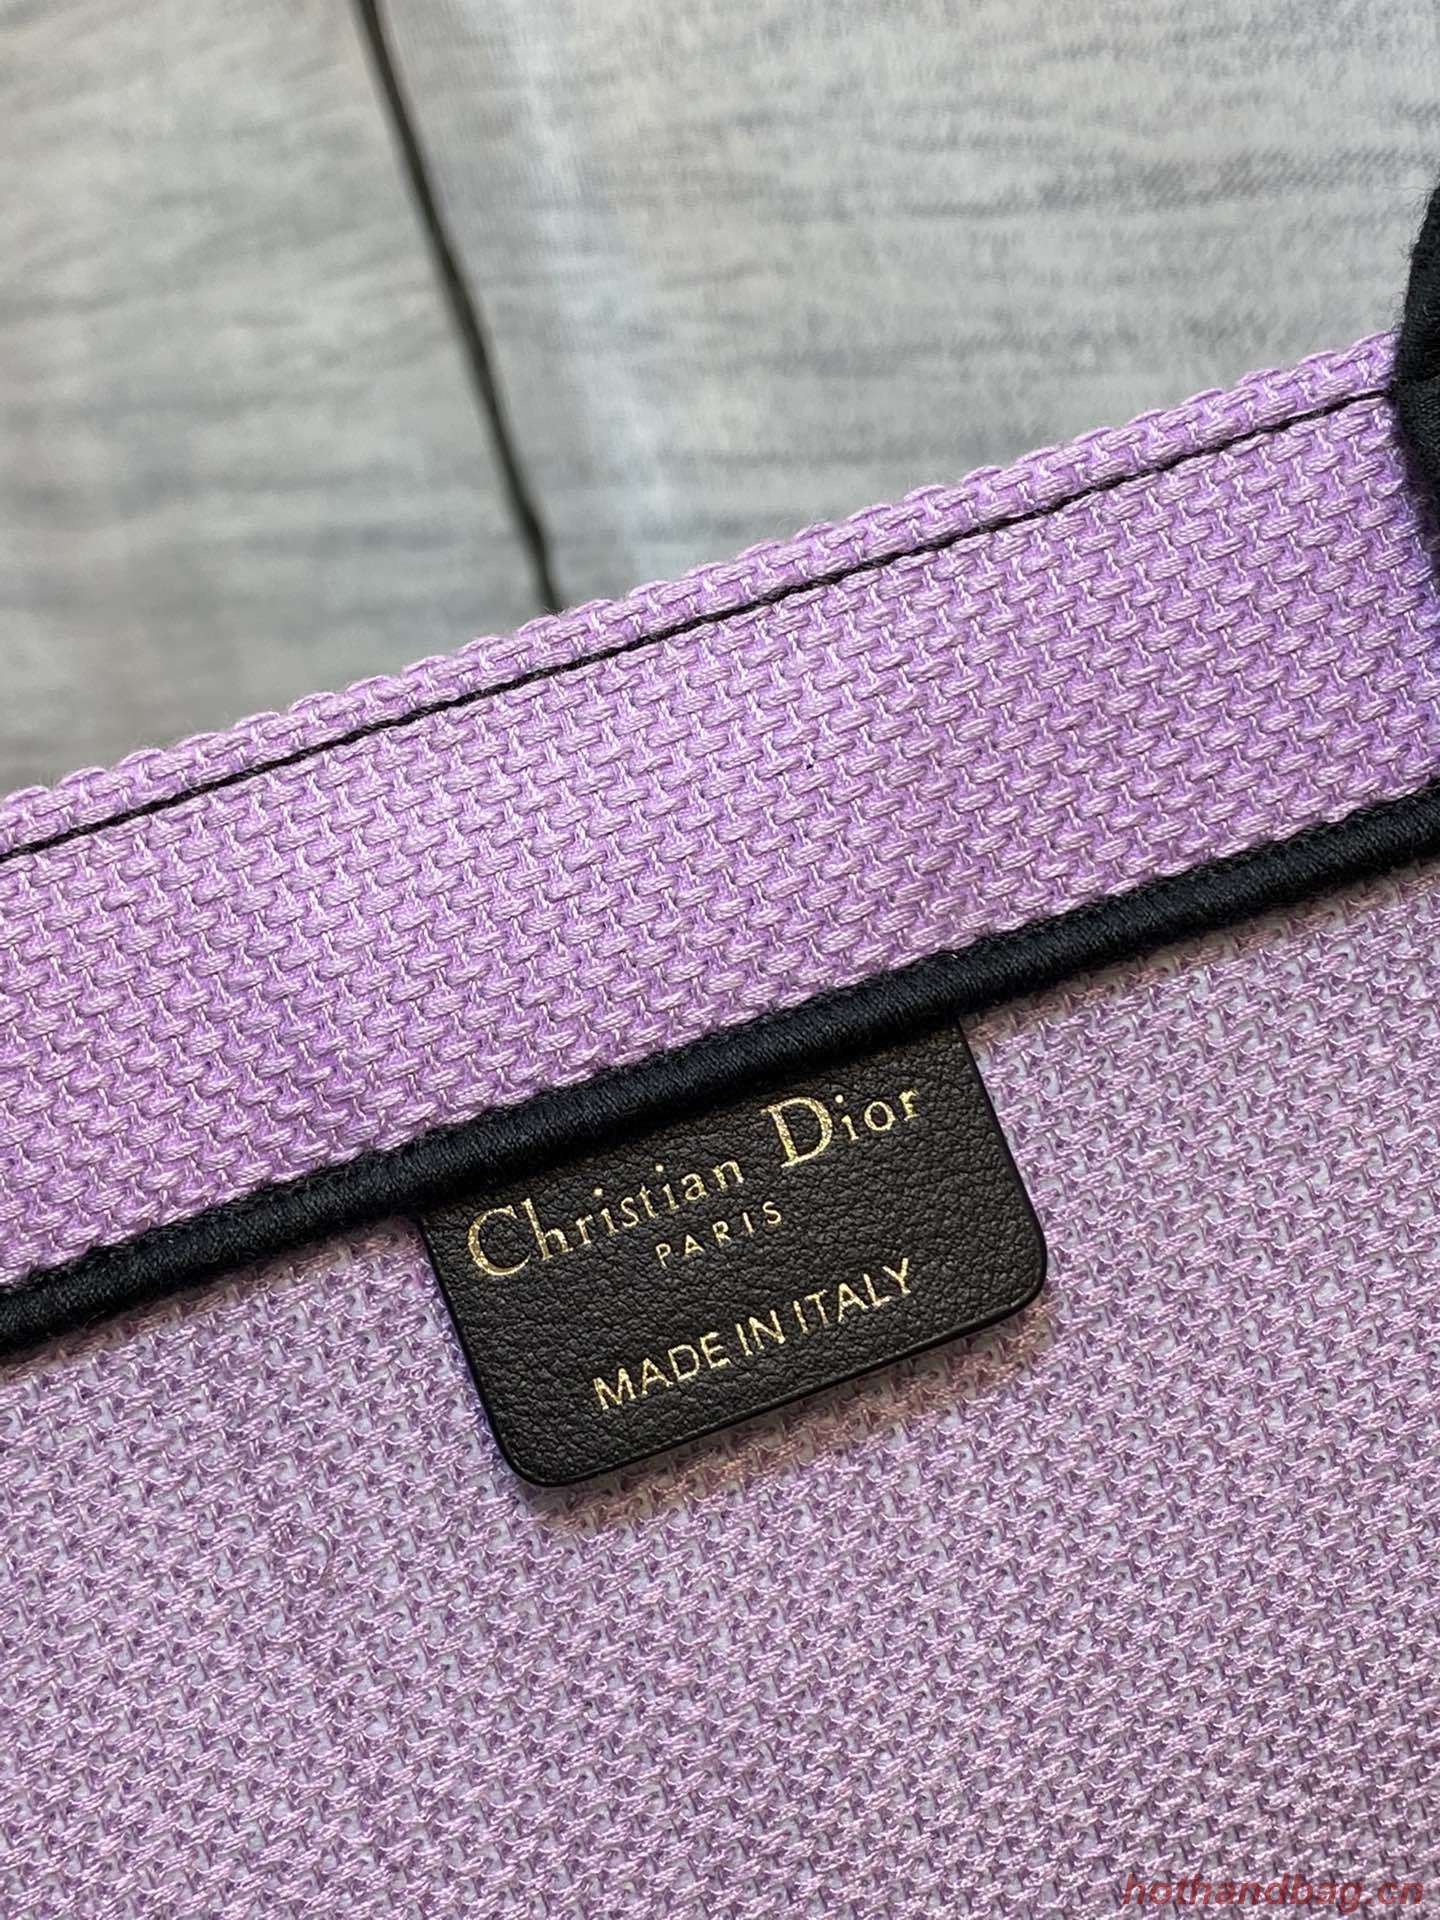 Christian Dior
PARIS
MADE IN ITALY
hothandbag.cn